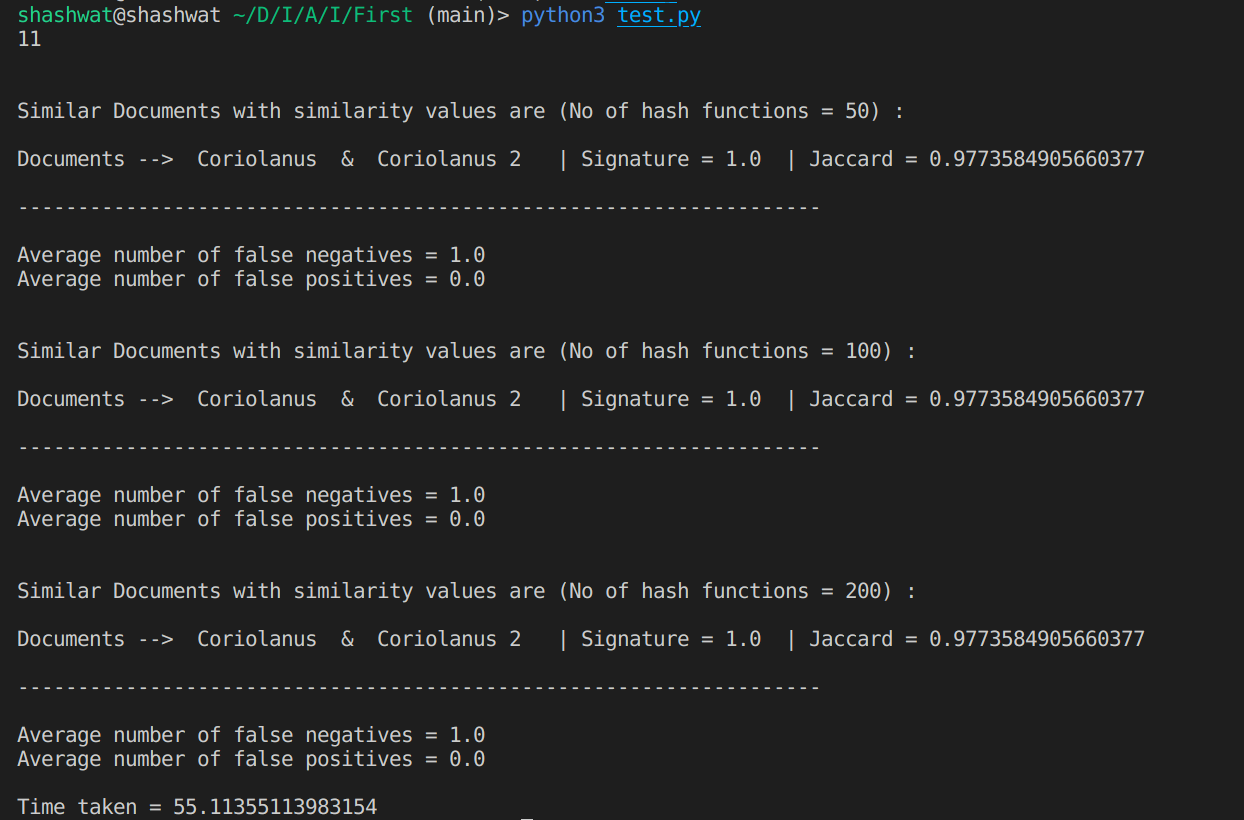 shashwat@shashwat ~/D/I/A/I/First (main)> python3 test.py
11
Similar Documents with similarity values are (No of hash functions = 50) :
Documents --> Coriolanus & Coriolanus 2 | Signature = 1.0 | Jaccard = 0.9773584905660377
-------------------------------------------------------------------
Average number of false negatives = 1.0
Average number of false positives = 0.0
Similar Documents with similarity values are (No of hash functions = 100) :
Documents --> Coriolanus & Coriolanus 2 | Signature = 1.0 | Jaccard = 0.9773584905660377
-------------------------------------------------------------------
Average number of false negatives = 1.0
Average number of false positives = 0.0
Similar Documents with similarity values are (No of hash functions = 200) :
Documents --> Coriolanus & Coriolanus 2 | Signature = 1.0 | Jaccard = 0.9773584905660377
-------------------------------------------------------------------
Average number of false negatives = 1.0
Average number of false positives = 0.0
Time taken = 55.11355113983154